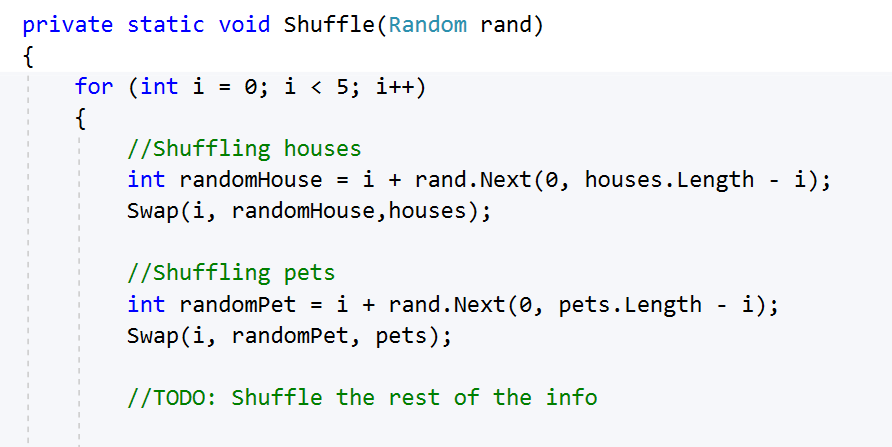 private static void Shuffle(Random rand)
{
for (int i = 0; i < 5; i++)
{
//Shuffling houses
int randomHouse = i + rand.Next(0, houses.Length - i);
Swap(i, randomHouse,houses);
//Shuffling pets
int randomPet = i + rand.Next(0, pets.Length - i);
Swap(i, randomPet, pets);
//TODO: Shuffle the rest of the info